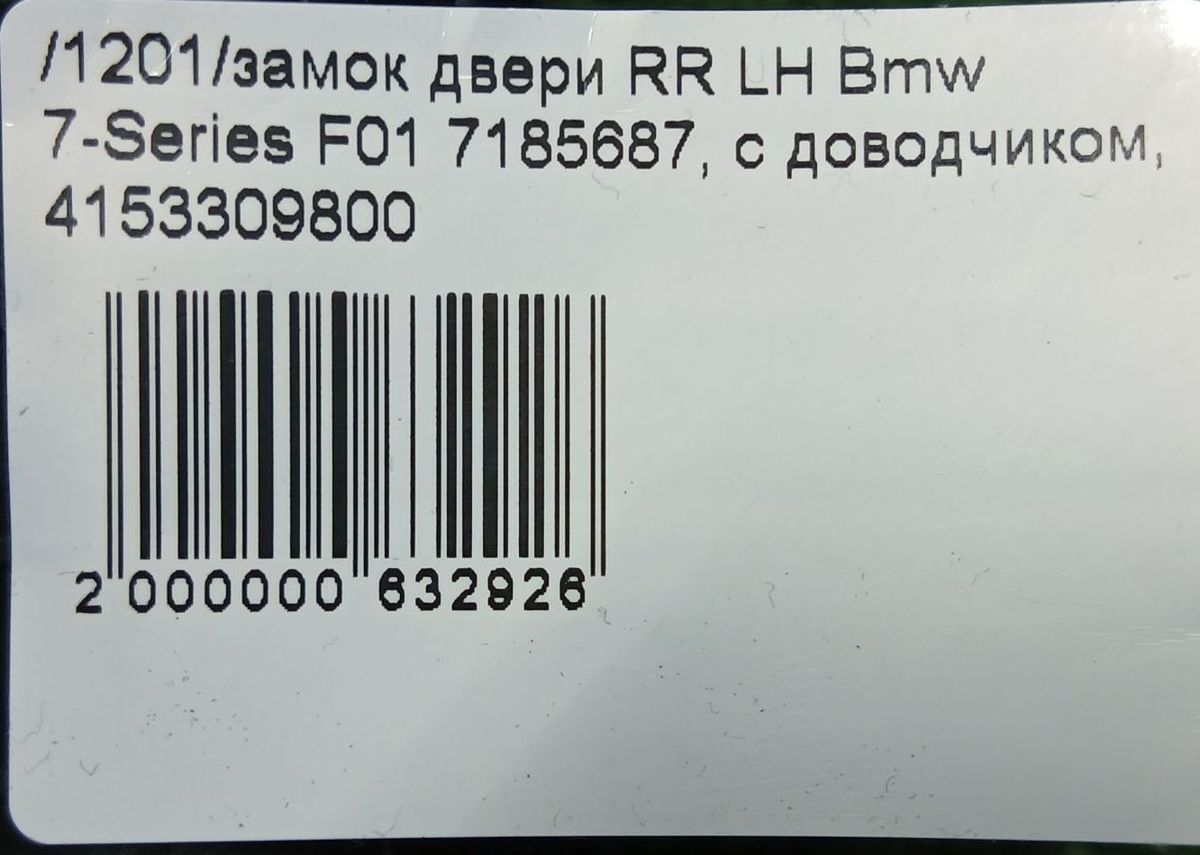 /1201/замок двери RR LH Bmw
7-Series F01 7185687, с доводчиком,
4153309800
2 000000 632926